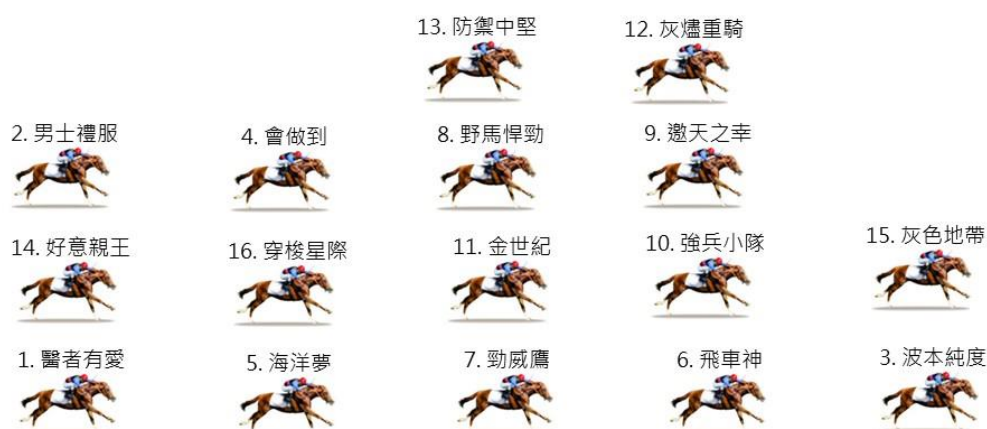 13. 防禦中堅
12. 灰燼重騎
2. 男士禮服
4. 會做到
8. 野馬悍勁
9. 邀天之幸
14. 好意親王
16. 穿梭星際
11. 金世紀
10. 強兵小隊
15. 灰色地帶
1. 醫者有愛
5. 海洋夢
7. 勁威鷹
6. 飛車神
3. 波本純度